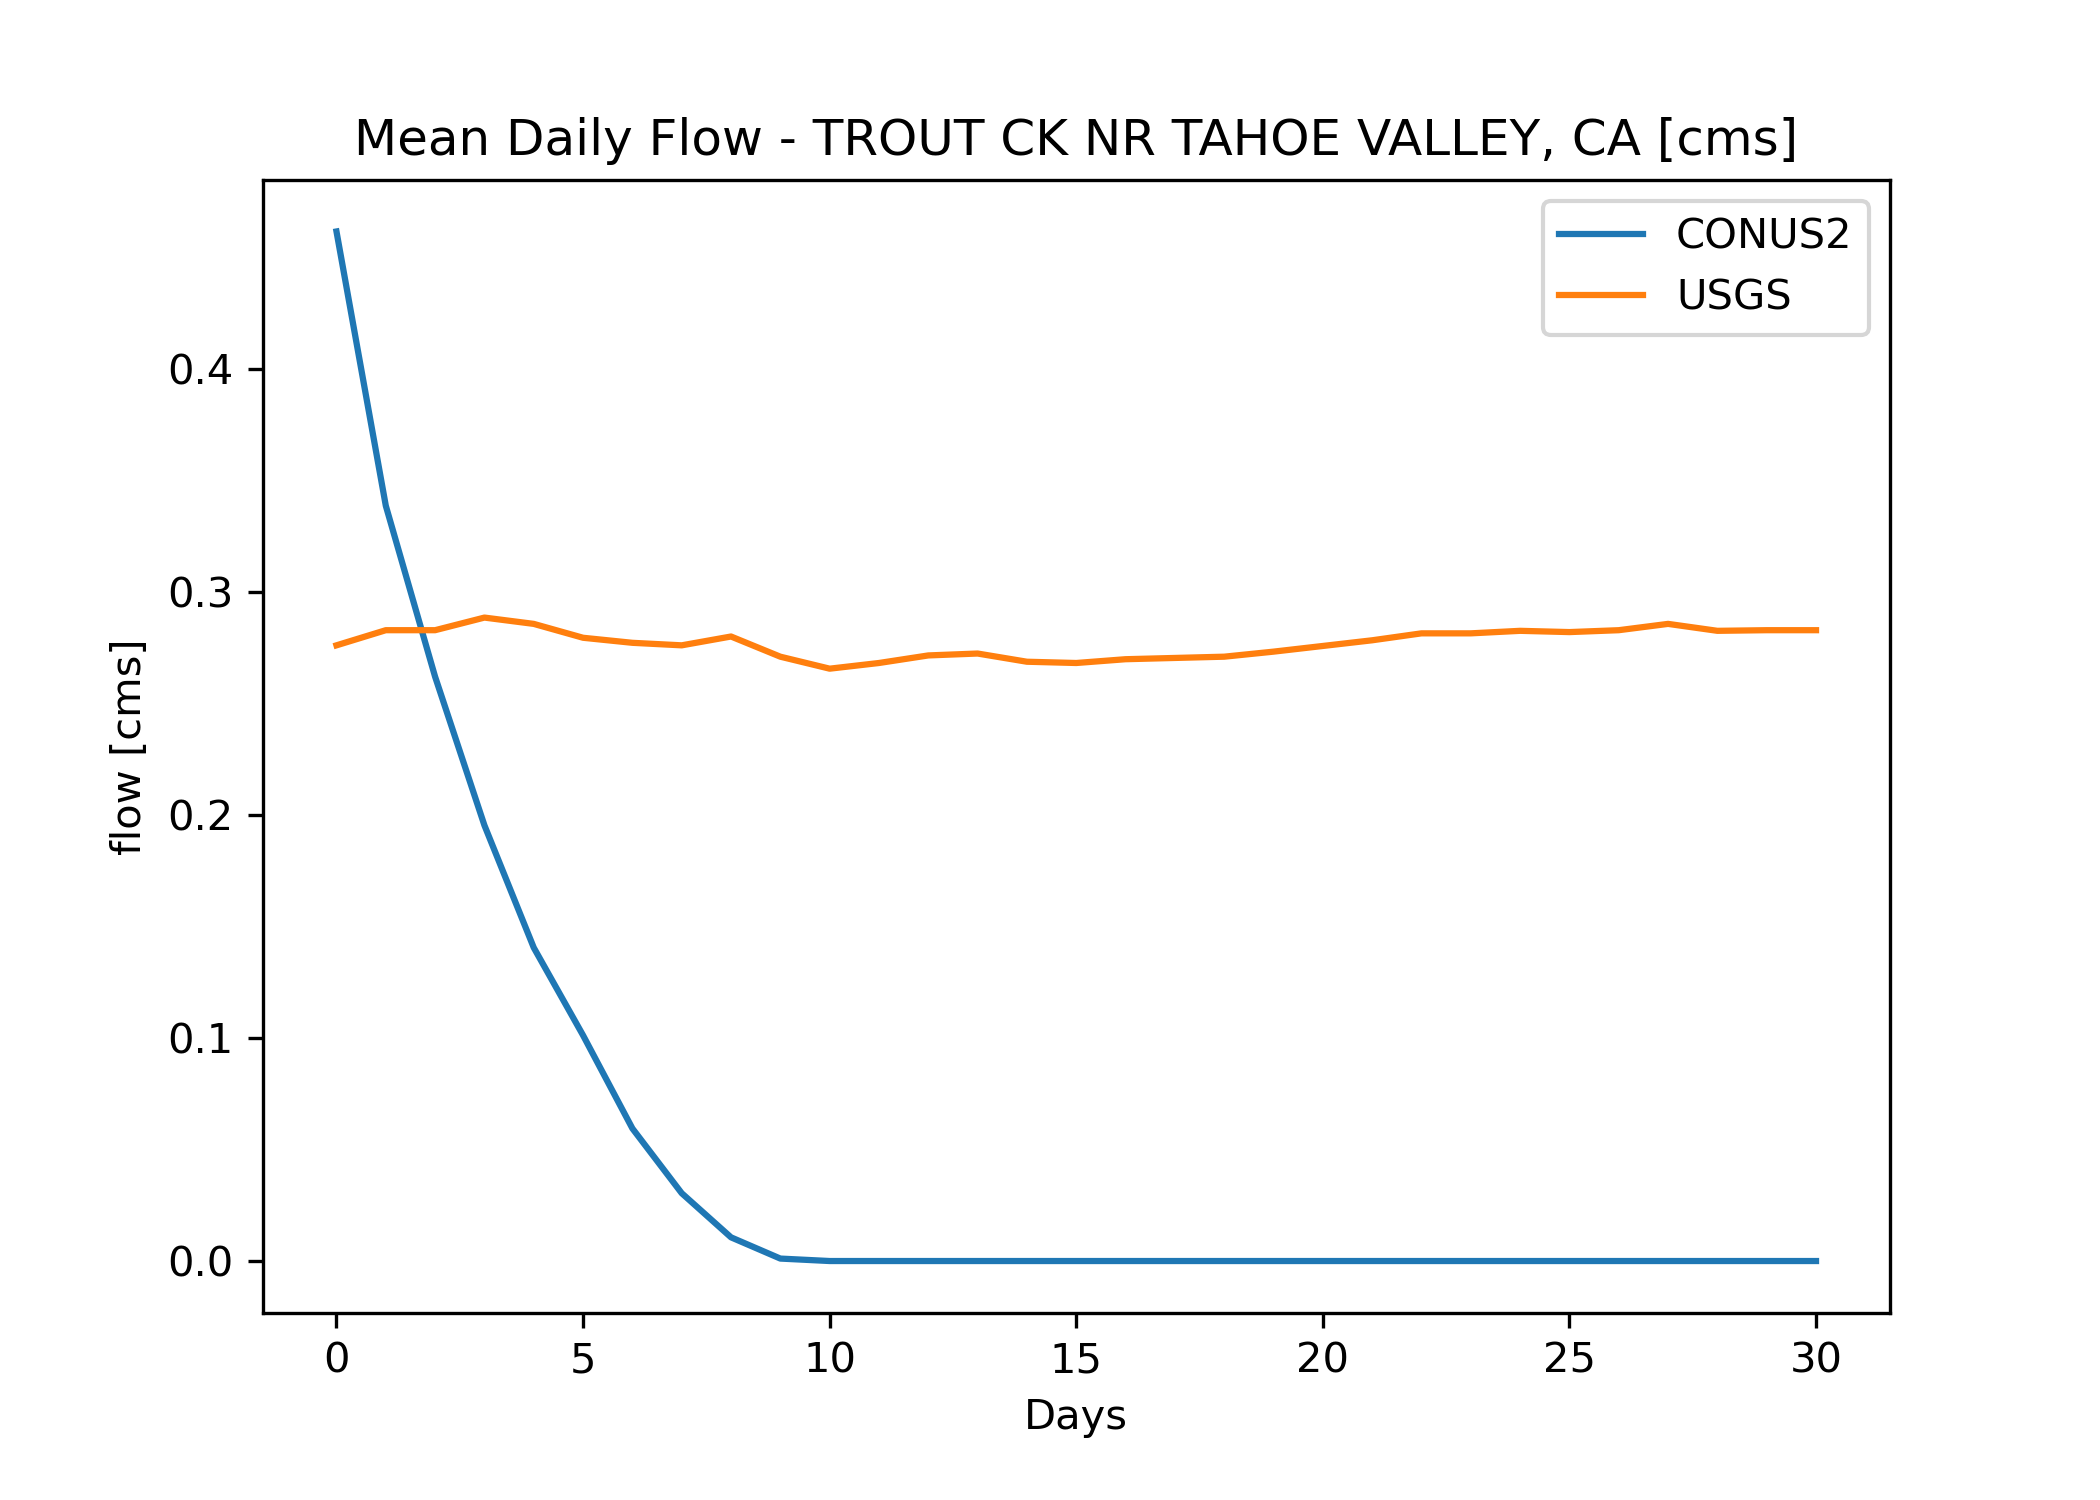 Mean Daily Flow - TROUT CK NR TAHOE VALLEY, CA [cms]
CONUS2
USGS
flow [cms]
0.4
0.3
0.2
0.1
0.0
0 5 10 15 20 25 30
Days